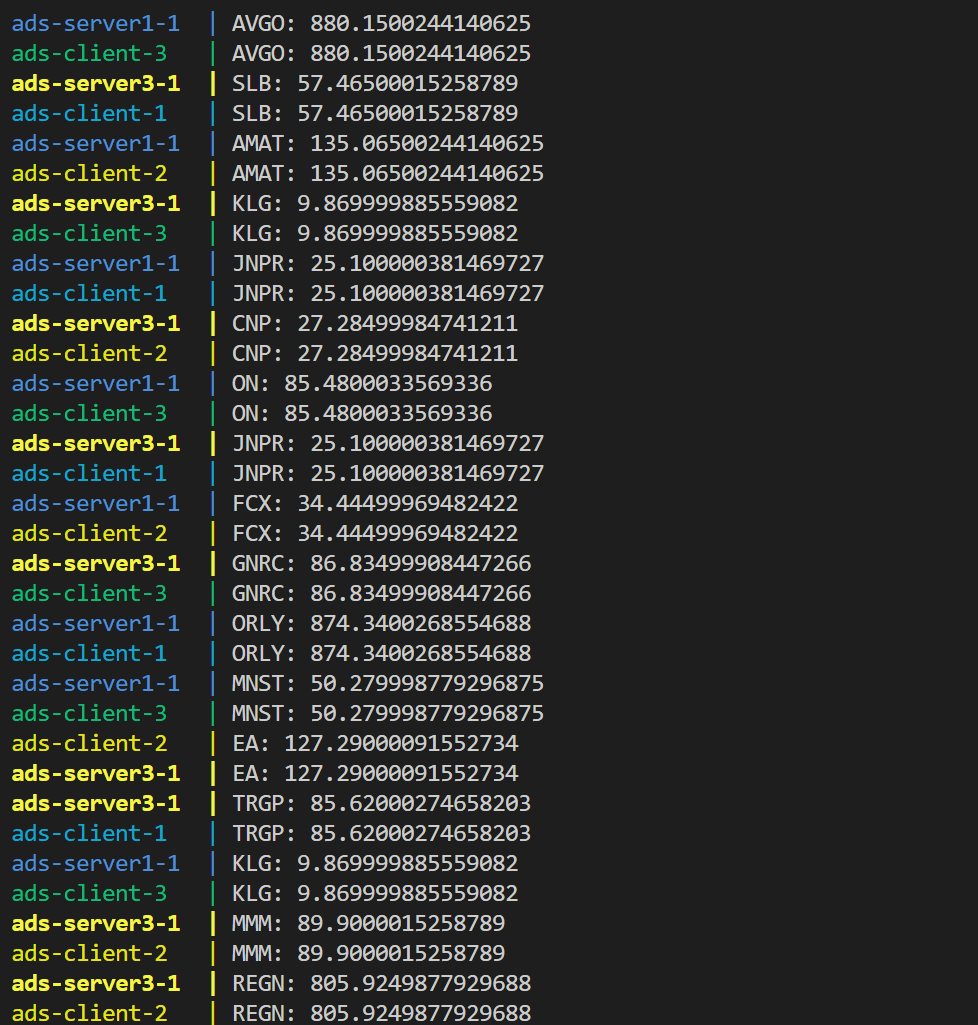 ads-server1-1 | AVGO: 880.1500244140625
ads-client-3 | AVGO: 880.1500244140625
ads-server3-1 | SLB: 57.46500015258789
ads-client-1 | SLB: 57.46500015258789
ads-server1-1 | AMAT: 135.06500244140625
ads-client-2 | AMAT: 135.06500244140625
ads-server3-1 | KLG: 9.869999885559082
ads-client-3 | KLG: 9.869999885559082
ads-server1-1 | JNPR: 25.100000381469727
ads-client-1 | JNPR: 25.100000381469727
ads-server3-1 | CNP: 27.28499984741211
ads-client-2 | CNP: 27.28499984741211
ads-server1-1 | ON: 85.4800033569336
ads-client-3 | ON: 85.4800033569336
ads-server3-1 | JNPR: 25.100000381469727
ads-client-1 | JNPR: 25.100000381469727
ads-server1-1 | FCX: 34.44499969482422
ads-client-2 | FCX: 34.44499969482422
ads-server3-1 | GNRC: 86.83499908447266
ads-client-3 | GNRC: 86.83499908447266
ads-server1-1 | ORLY: 874.3400268554688
ads-client-1 | ORLY: 874.3400268554688
ads-server1-1 | MNST: 50.279998779296875
ads-client-3 | MNST: 50.279998779296875
ads-client-2 | EA: 127.29000091552734
ads-server3-1 | EA: 127.29000091552734
ads-server3-1 | TRGP: 85.62000274658203
ads-client-1 | TRGP: 85.62000274658203
ads-server1-1 | KLG: 9.869999885559082
ads-client-3 | KLG: 9.869999885559082
ads-server3-1 | MMM: 89.9000015258789
ads-client-2 | MMM: 89.9000015258789
ads-server3-1 | REGN: 805.9249877929688
ads-client-2 | REGN: 805.9249877929688